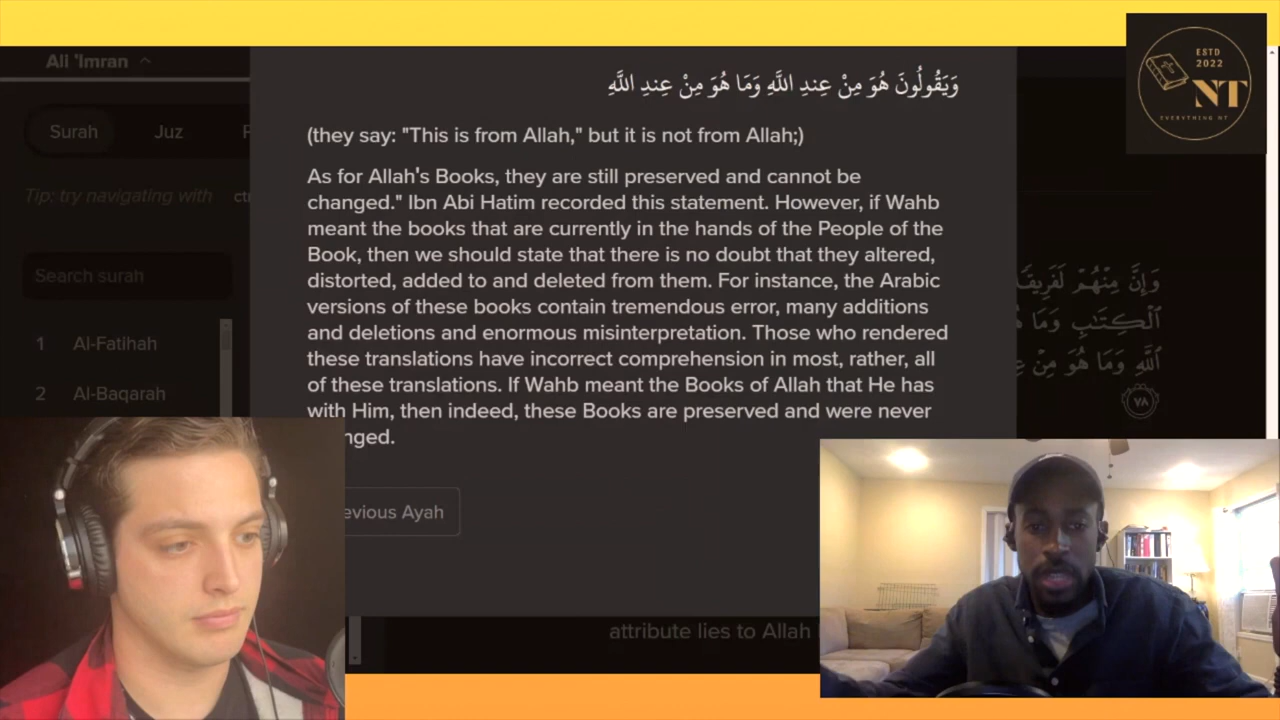 Ali 'Imran
Surah
Juz
Tip: try navigating with
Search surah
1 Al-Fatihah
2 Al-Baqarah
وَيَقُولُونَ هُوَ مِنْ عِندِ اللَّهِ وَمَا هُوَ مِنْ عِندِ اللَّهِ
(they say: "This is from Allah," but it is not from Allah;)
As for Allah's Books, they are still preserved and cannot be
changed." Ibn Abi Hatim recorded this statement. However, if Wahb
meant the books that are currently in the hands of the People of the
Book, then we should state that there is no doubt that they altered,
distorted, added to and deleted from them. For instance, the Arabic
versions of these books contain tremendous error, many additions
and deletions and enormous misinterpretation. Those who rendered
these translations have incorrect comprehension in most, rather, all
of these translations. If Wahb meant the Books of Allah that He has
with Him, then indeed, these Books are preserved and were never
nged.
evious Ayah
attribute lies to Allah
وَإِنَّ مِنْهُمْ لَفَرِيقًا
ٱلْكِتَـٰبِ وَمَا
ٱللَّهِ وَمَا هُوَ مِنْ
٧٨
ESTD
2022
NT
EVERYTHING NT